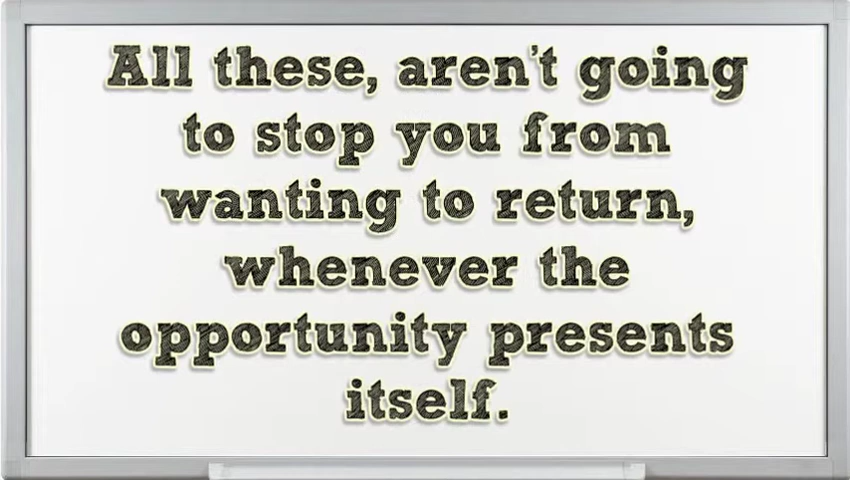 All these, aren't going
to stop you from
wanting to return,
whenever the
opportunity presents
itself.